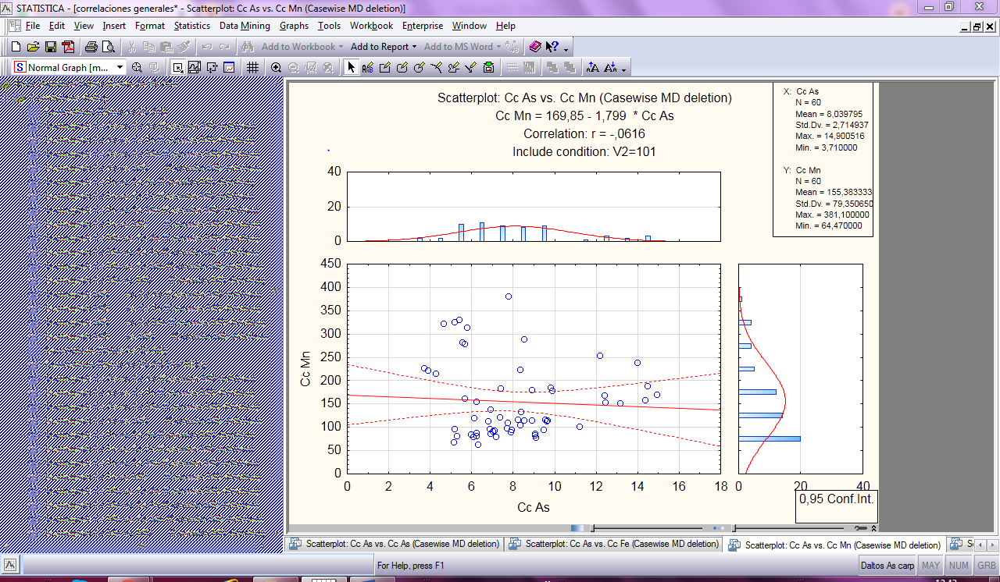 STATISTICA - [correlaciones generales* - Scatterplot: Cc As vs. Cc Mn (Casewise MD deletion)]
File Edit View Insert Format Statistics Data Mining Graphs Tools Workbook Enterprise Window Help
Add to Workbook Add to Report Add to MS Word
Normal Graph [m...
Scatterplot: Cc As vs. Cc Mn (Casewise MD deletion)
Cc Mn = 169,85 - 1,799 * Cc As
Correlation: r = -,0616
Include condition: V2=101
X: Cc As
N = 60
Mean = 8,039795
Std.Dv. = 2,714937
Max. = 14,900516
Min. = 3,710000
Y: Cc Mn
N = 60
Mean = 155,383333
Std.Dv. = 79,350650
Max. = 381,100000
Min. = 64,470000
40
20
0
450
400
350
300
250
200
150
100
50
0
Cc Mn
0 2 4 6 8 10 12 14 16 18
Cc As
0 20 40
0,95 Conf.Int.
Scatterplot: Cc As vs. Cc As (Casewise MD deletion) Scatterplot: Cc As vs. Cc Fe (Casewise MD deletion) Scatterplot: Cc As vs. Cc Mn (Casewise MD deletion)
For Help, press F1 Daltos As carp MAY NUM GRB